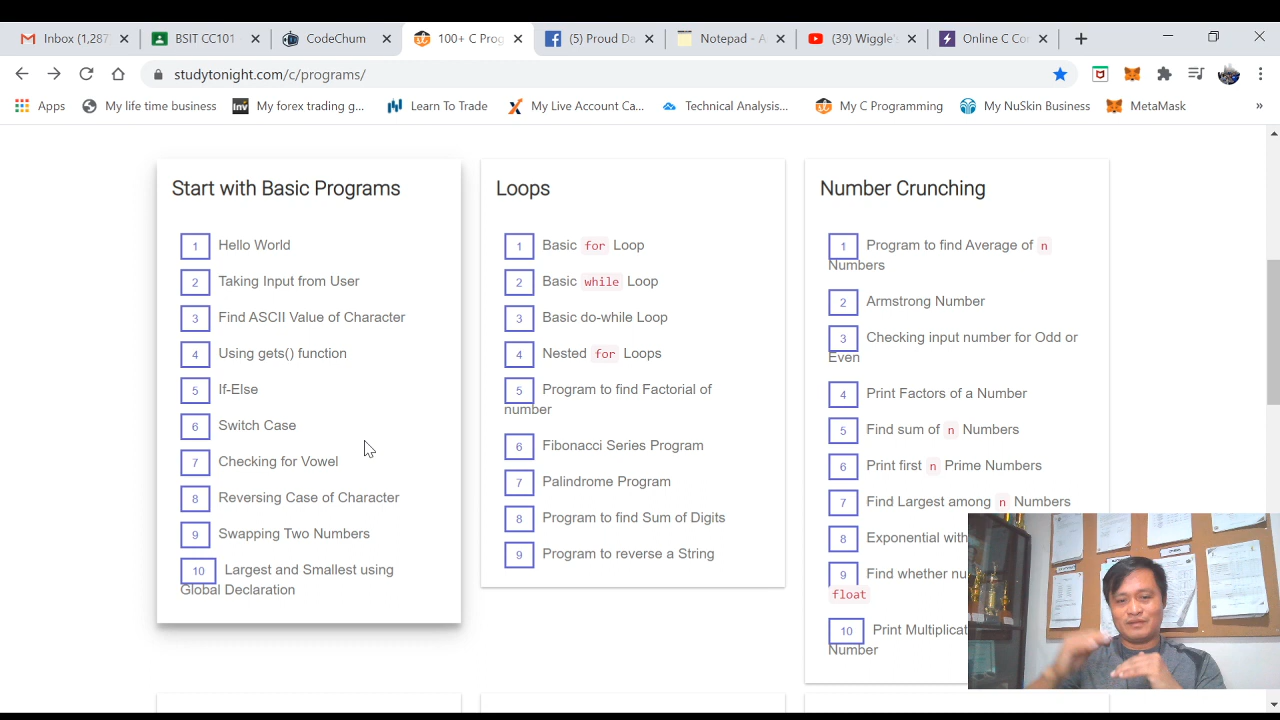 Inbox (1,287
BSIT CC101 -
CodeChum
100+ C Prog
(5) Proud Da
Notepad - A
(39) Wiggle's
Online C Co
studytonight.com/c/programs/
Apps
My life time business
My forex trading g...
Learn To Trade
My Live Account Ca...
Technical Analysis...
My C Programming
My NuSkin Business
MetaMask
»
Start with Basic Programs
1 Hello World
2 Taking Input from User
3 Find ASCII Value of Character
4 Using gets() function
5 If-Else
6 Switch Case
7 Checking for Vowel
8 Reversing Case of Character
9 Swapping Two Numbers
10 Largest and Smallest using
Global Declaration
Loops
1 Basic for Loop
2 Basic while Loop
3 Basic do-while Loop
4 Nested for Loops
5 Program to find Factorial of
number
6 Fibonacci Series Program
7 Palindrome Program
8 Program to find Sum of Digits
9 Program to reverse a String
Number Crunching
1 Program to find Average of n
Numbers
2 Armstrong Number
3 Checking input number for Odd or
Even
4 Print Factors of a Number
5 Find sum of n Numbers
6 Print first n Prime Numbers
7 Find Largest among n Numbers
8 Exponential with
9 Find whether nu
float
10 Print Multiplicat
Number